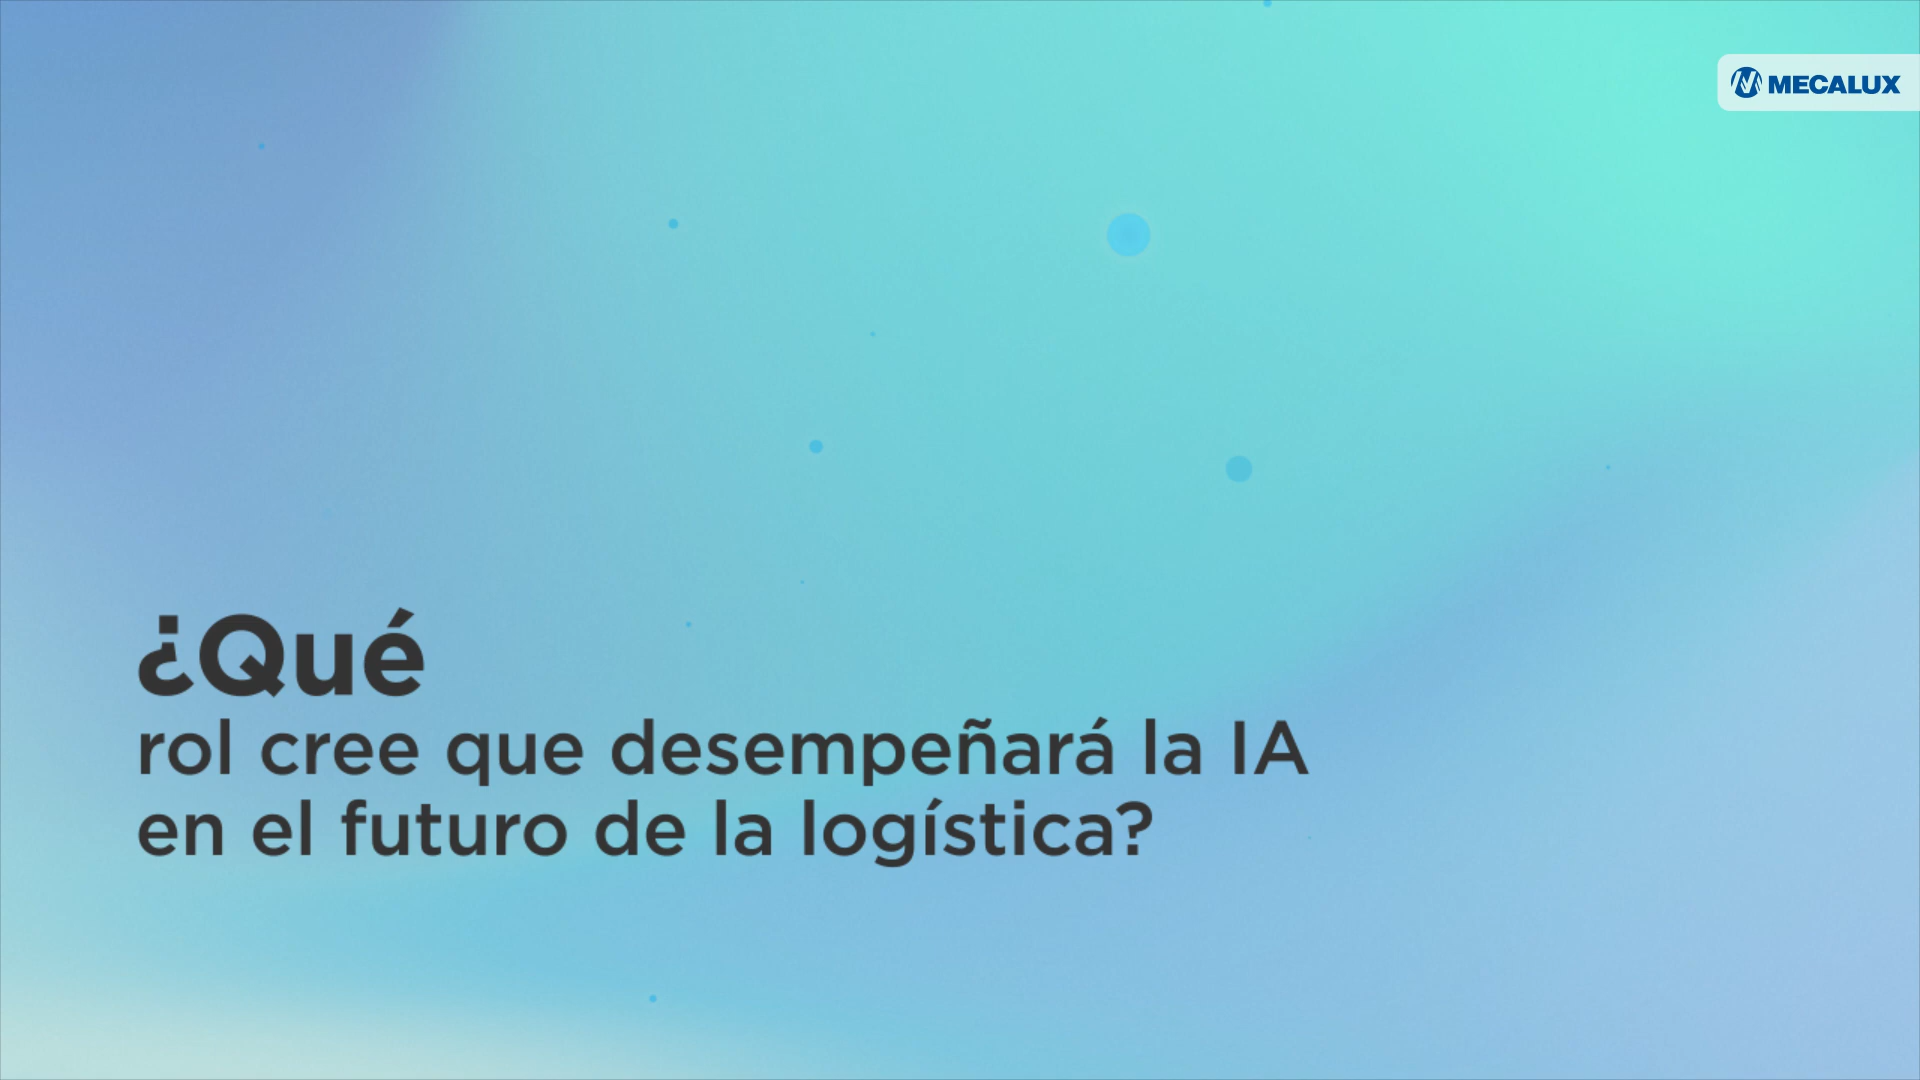 MECALUX
¿Qué
rol cree que desempeñará la IA
en el futuro de la logística?